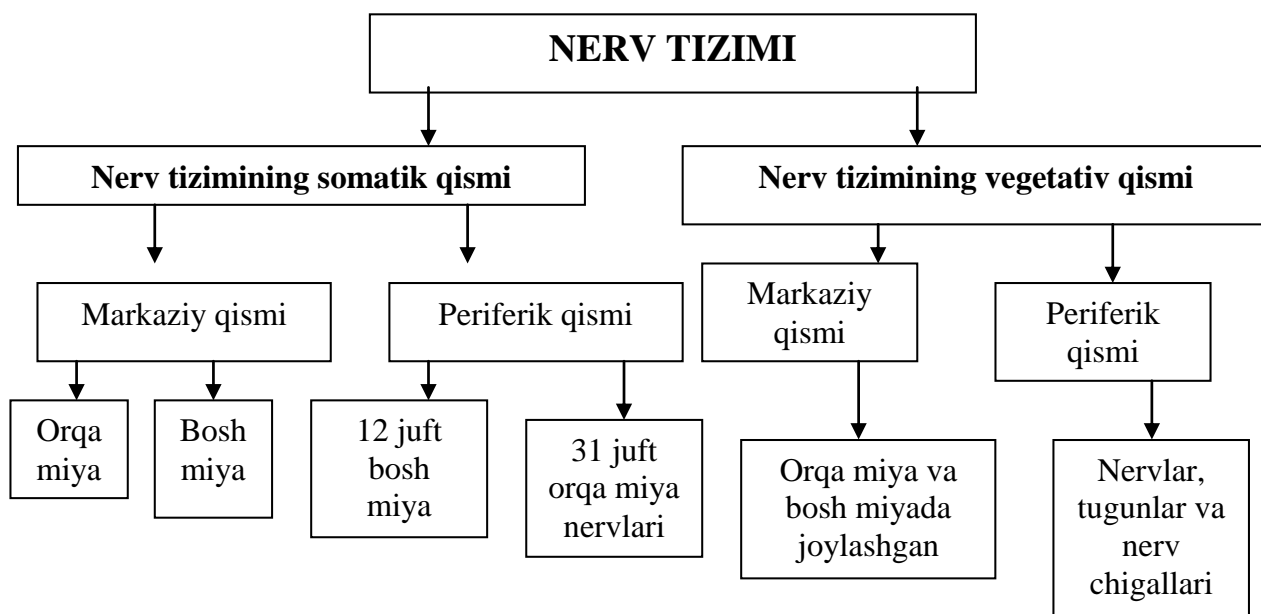 NERV TIZIMI
Nerv tizimining somatik qismi
Nerv tizimining vegetativ qismi
Markaziy qismi
Periferik qismi
Markaziy
qismi
Periferik
qismi
Orqa
miya
Bosh
miya
12 juft
bosh
miya
31 juft
orqa miya
nervlari
Orqa miya va
bosh miyada
joylashgan
Nervlar,
tugunlar va
nerv
chigallari